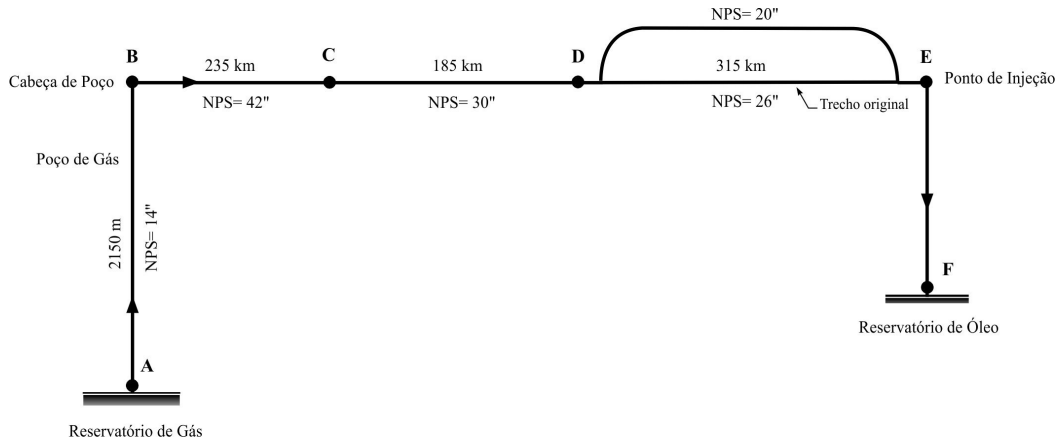 NPS= 20"
B
C
D
E
Cabeça de Poço
235 km
185 km
315 km
Ponto de Injeção
NPS= 42"
NPS= 30"
NPS= 26"
Trecho original
Poço de Gás
2150 m
NPS= 14"
F
Reservatório de Óleo
A
Reservatório de Gás